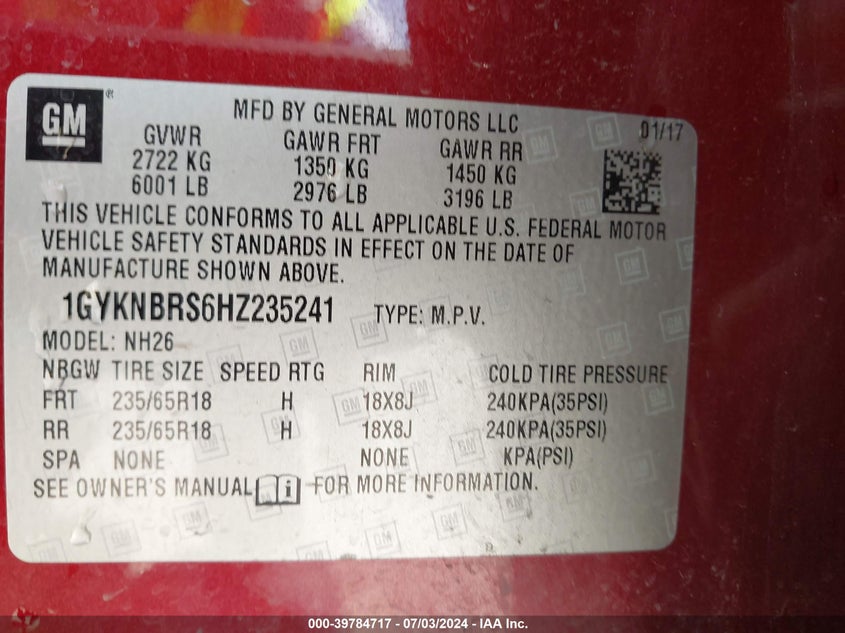 GM ®
MFD BY GENERAL MOTORS LLC 01/17
GVWR GAWR FRT GAWR RR
2722 KG 1350 KG 1450 KG
6001 LB 2976 LB 3196 LB
THIS VEHICLE CONFORMS TO ALL APPLICABLE U.S. FEDERAL MOTOR
VEHICLE SAFETY STANDARDS IN EFFECT ON THE DATE OF
MANUFACTURE SHOWN ABOVE.
1GYKNBRS6HZ235241 TYPE: M.P.V.
MODEL: NH26
NBGW TIRE SIZE SPEED RTG RIM COLD TIRE PRESSURE
FRT 235/65R18 H 18X8J 240KPA(35PSI)
RR 235/65R18 H 18X8J 240KPA(35PSI)
SPA NONE NONE KPA(PSI)
SEE OWNER'S MANUAL i FOR MORE INFORMATION.
000-39784717 - 07/03/2024 - IAA Inc.